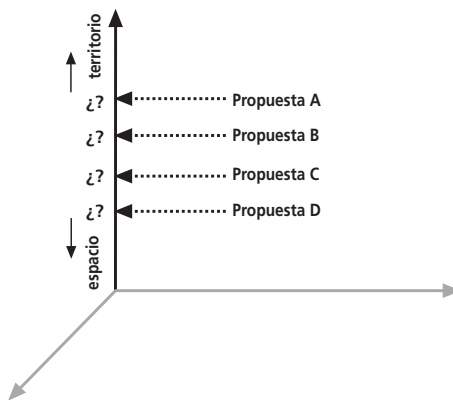 territorio
¿? Propuesta A
¿? Propuesta B
¿? Propuesta C
¿? Propuesta D
espacio